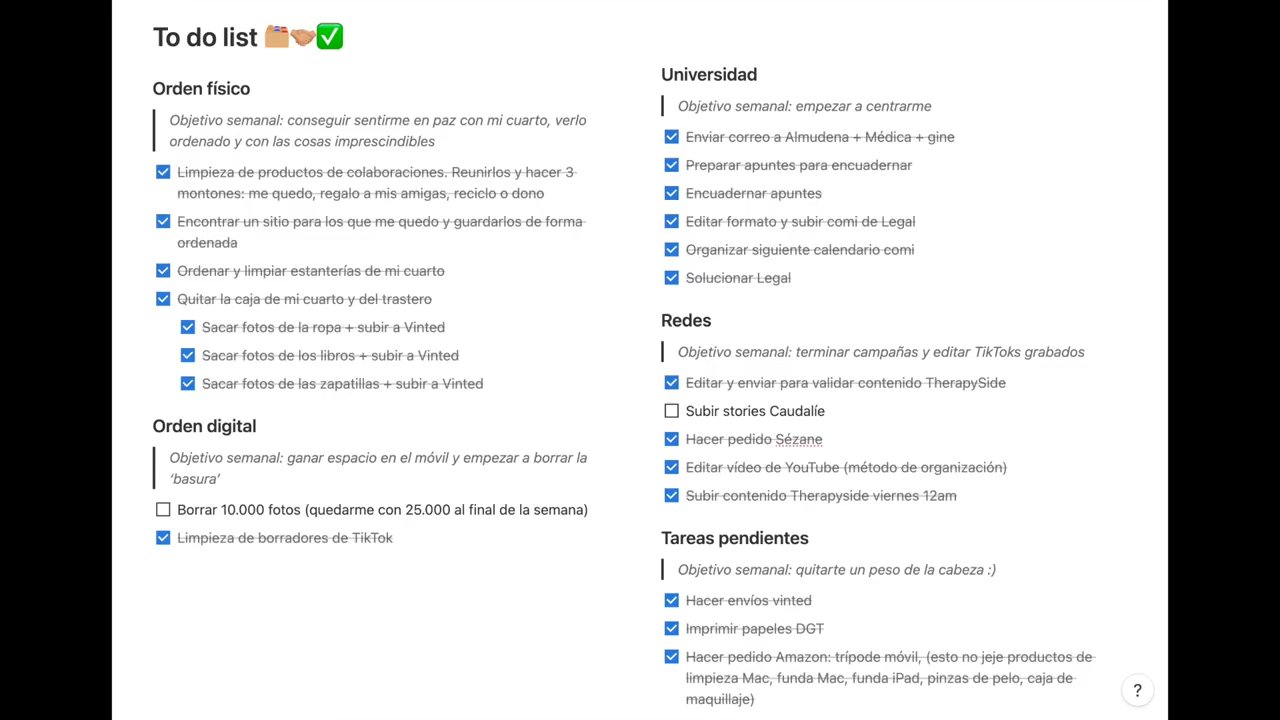 To do list 🗂️🤝🏼✅
Orden físico
Objetivo semanal: conseguir sentirme en paz con mi cuarto, verlo
ordenado y con las cosas imprescindibles
Limpieza de productos de colaboraciones. Reunirlos y hacer 3
montones: me quedo, regalo a mis amigas, reciclo o dono
Encontrar un sitio para los que me quedo y guardarlos de forma
ordenada
Ordenar y limpiar estanterías de mi cuarto
Quitar la caja de mi cuarto y del trastero
Sacar fotos de la ropa + subir a Vinted
Sacar fotos de los libros + subir a Vinted
Sacar fotos de las zapatillas + subir a Vinted
Orden digital
Objetivo semanal: ganar espacio en el móvil y empezar a borrar la
‘basura’
Borrar 10.000 fotos (quedarme con 25.000 al final de la semana)
Limpieza de borradores de TikTok
Universidad
Objetivo semanal: empezar a centrarme
Enviar correo a Almudena + Médica + gine
Preparar apuntes para encuadernar
Encuadernar apuntes
Editar formato y subir comi de Legal
Organizar siguiente calendario comi
Solucionar Legal
Redes
Objetivo semanal: terminar campañas y editar TikToks grabados
Editar y enviar para validar contenido TherapySide
Subir stories Caudalíe
Hacer pedido Sézane
Editar vídeo de YouTube (método de organización)
Subir contenido Therapyside viernes 12am
Tareas pendientes
Objetivo semanal: quitarte un peso de la cabeza :)
Hacer envíos vinted
Imprimir papeles DGT
Hacer pedido Amazon: trípode móvil, (esto no jeje productos de
limpieza Mac, funda Mac, funda iPad, pinzas de pelo, caja de
maquillaje)
?